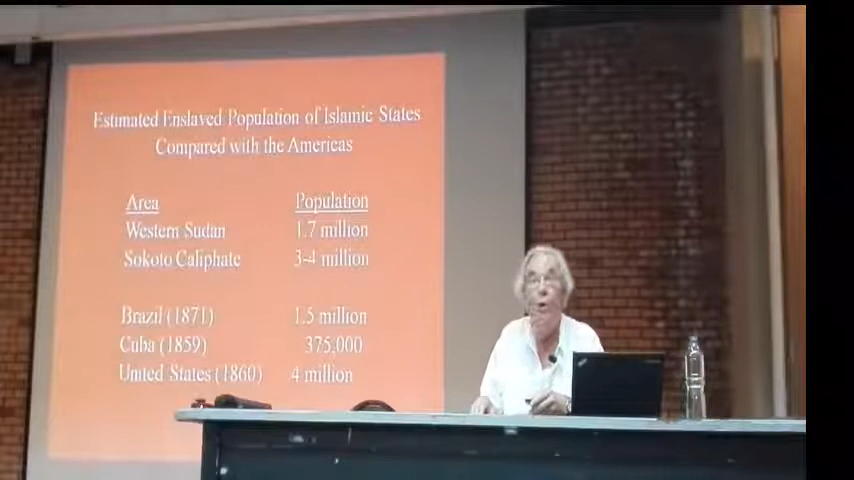 Estimated Enslaved Population of Islamic States
Compared with the Americas
Area Population
Western Sudan 1.7 million
Sokoto Caliphate 3-4 million
Brazil (1871) 1.5 million
Cuba (1859) 375,000
United States (1860) 4 million